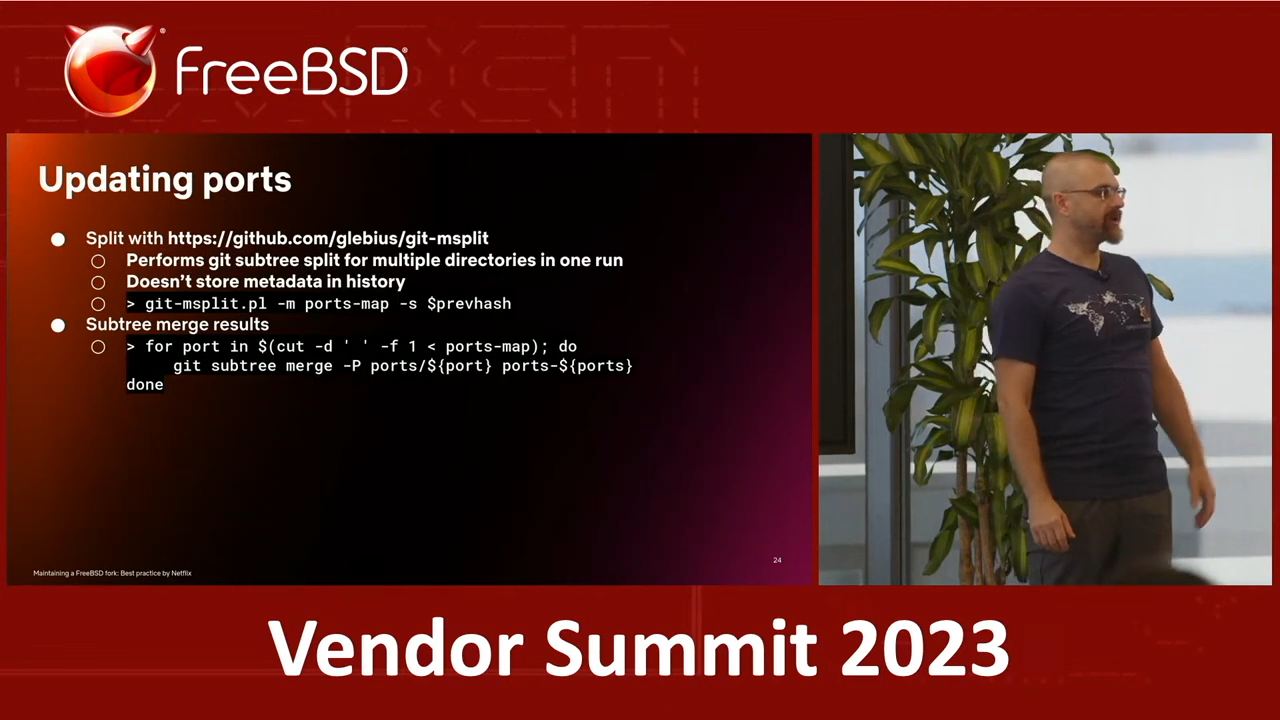 FreeBSD®
Updating ports
● Split with https://github.com/glebius/git-msplit
○ Performs git subtree split for multiple directories in one run
○ Doesn’t store metadata in history
○ > git-msplit.pl -m ports-map -s $prevhash
● Subtree merge results
○ > for port in $(cut -d ' ' -f 1 < ports-map); do
git subtree merge -P ports/${port} ports-${ports}
done
24
Maintaining a FreeBSD fork: Best practice by Netflix
Vendor Summit 2023